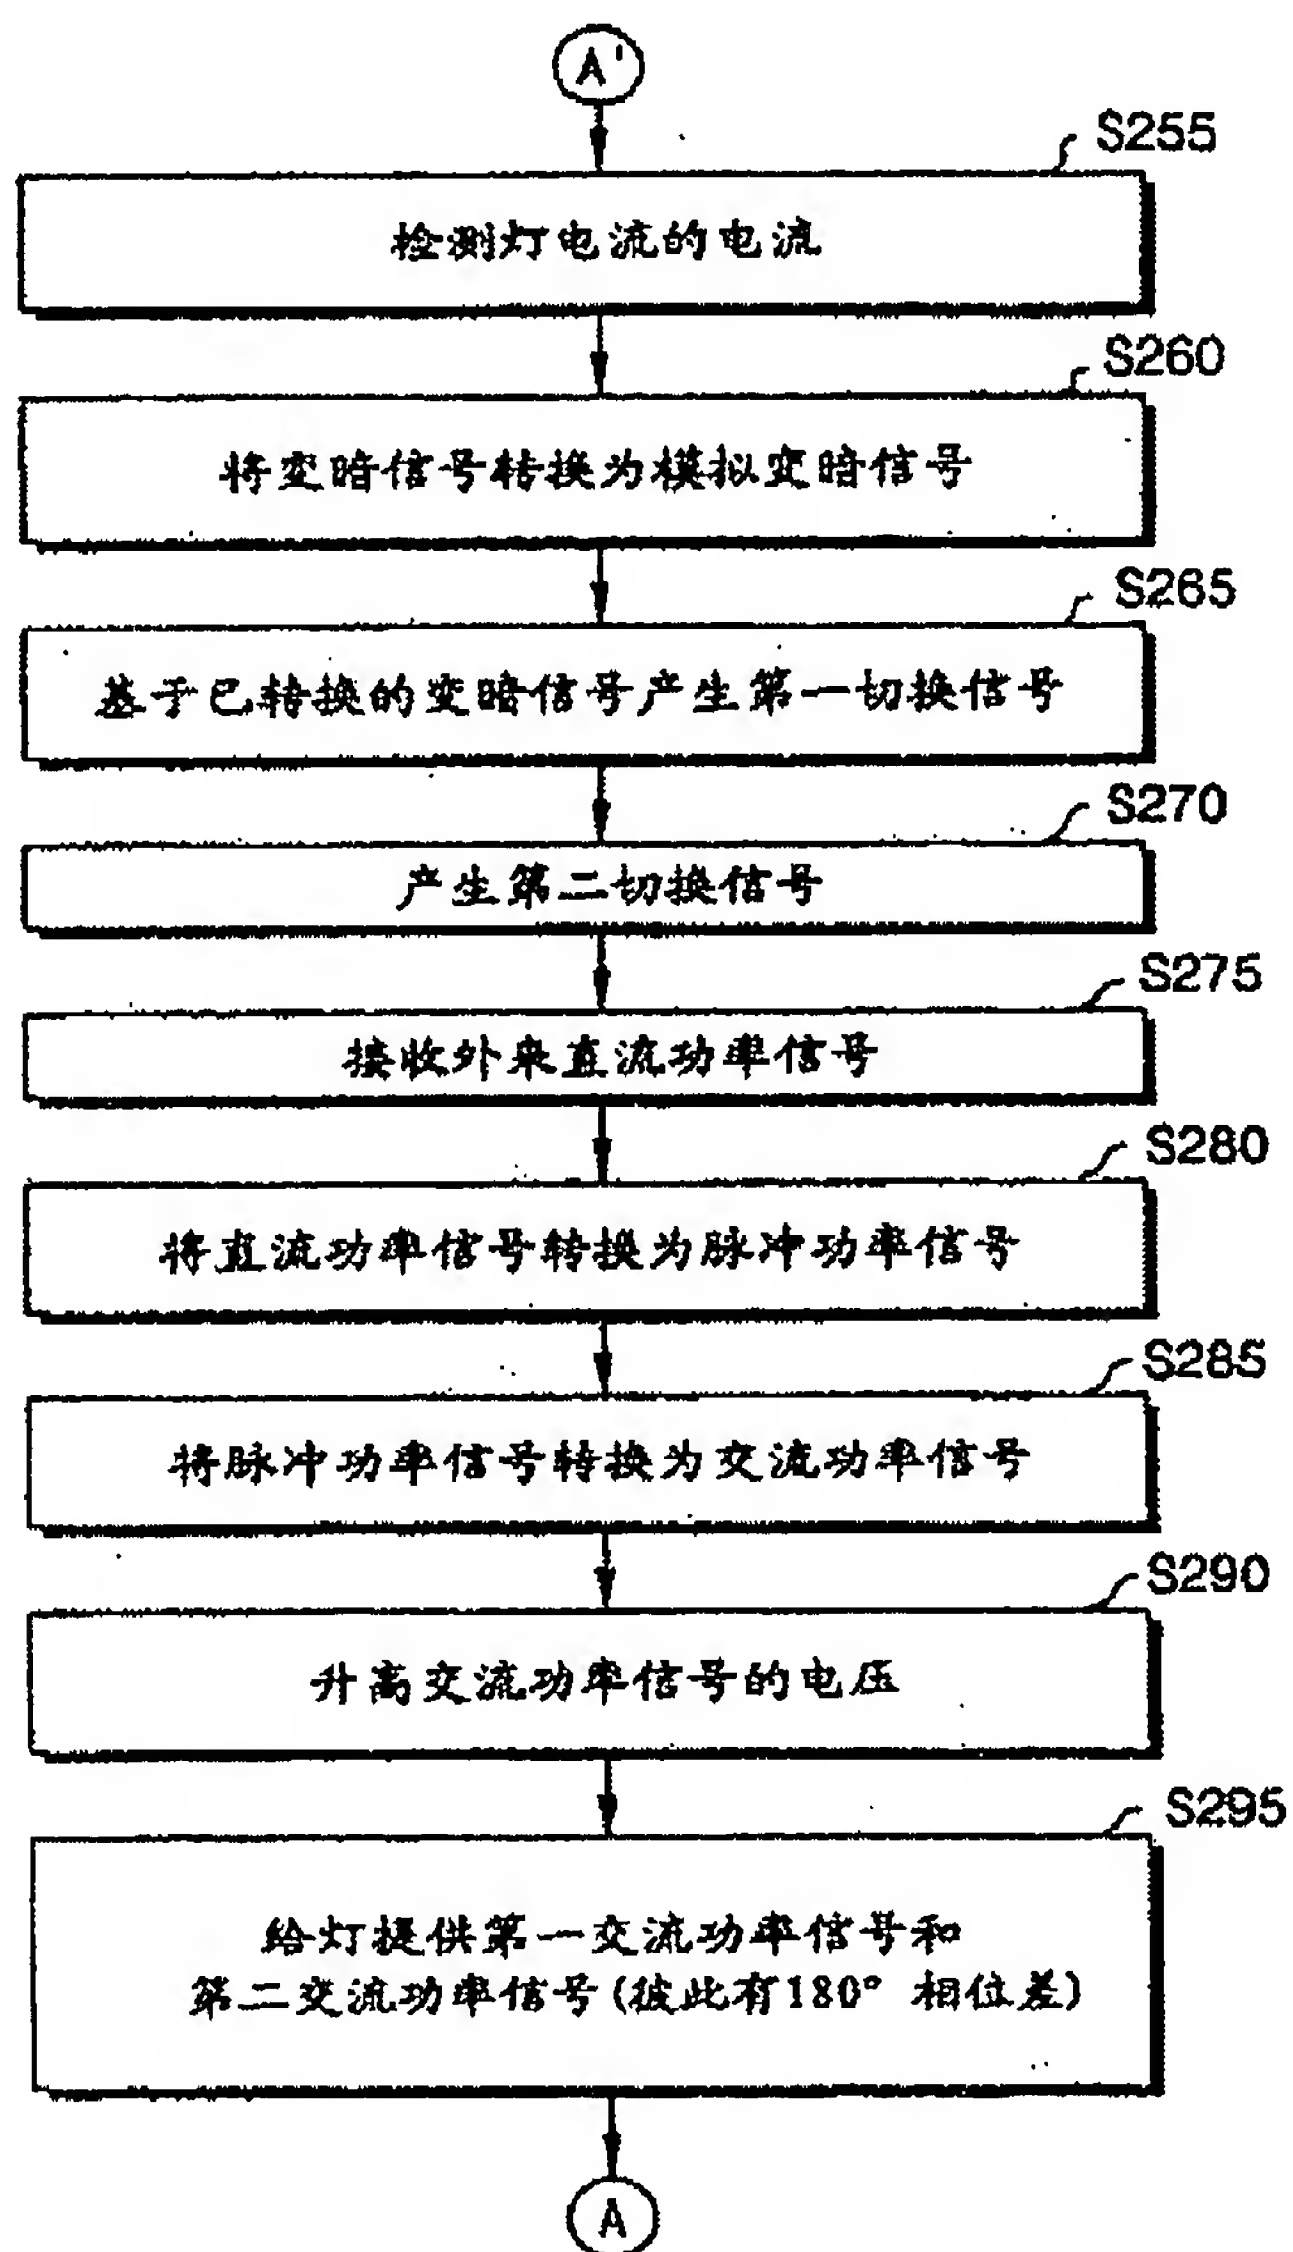 A'
S255
检测灯电流的电流
S260
将变暗信号转换为模拟变暗信号
S265
基于已转换的变暗信号产生第一切换信号
S270
产生第二切换信号
S275
接收外来直流功率信号
S280
将直流功率信号转换为脉冲功率信号
S285
将脉冲功率信号转换为交流功率信号
S290
升高交流功率信号的电压
S295
给灯提供第一交流功率信号和
第二交流功率信号(彼此有180° 相位差)
A